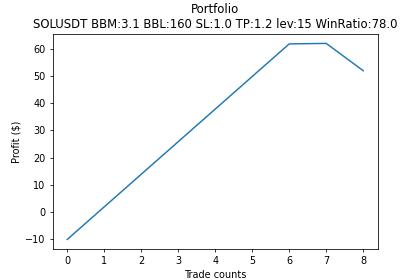 Portfolio
SOLUSDT BBM:3.1 BBL:160 SL:1.0 TP:1.2 lev:15 WinRatio:78.0
60
50
40
30
20
10
0
−10
Profit ($)
0 1 2 3 4 5 6 7 8
Trade counts